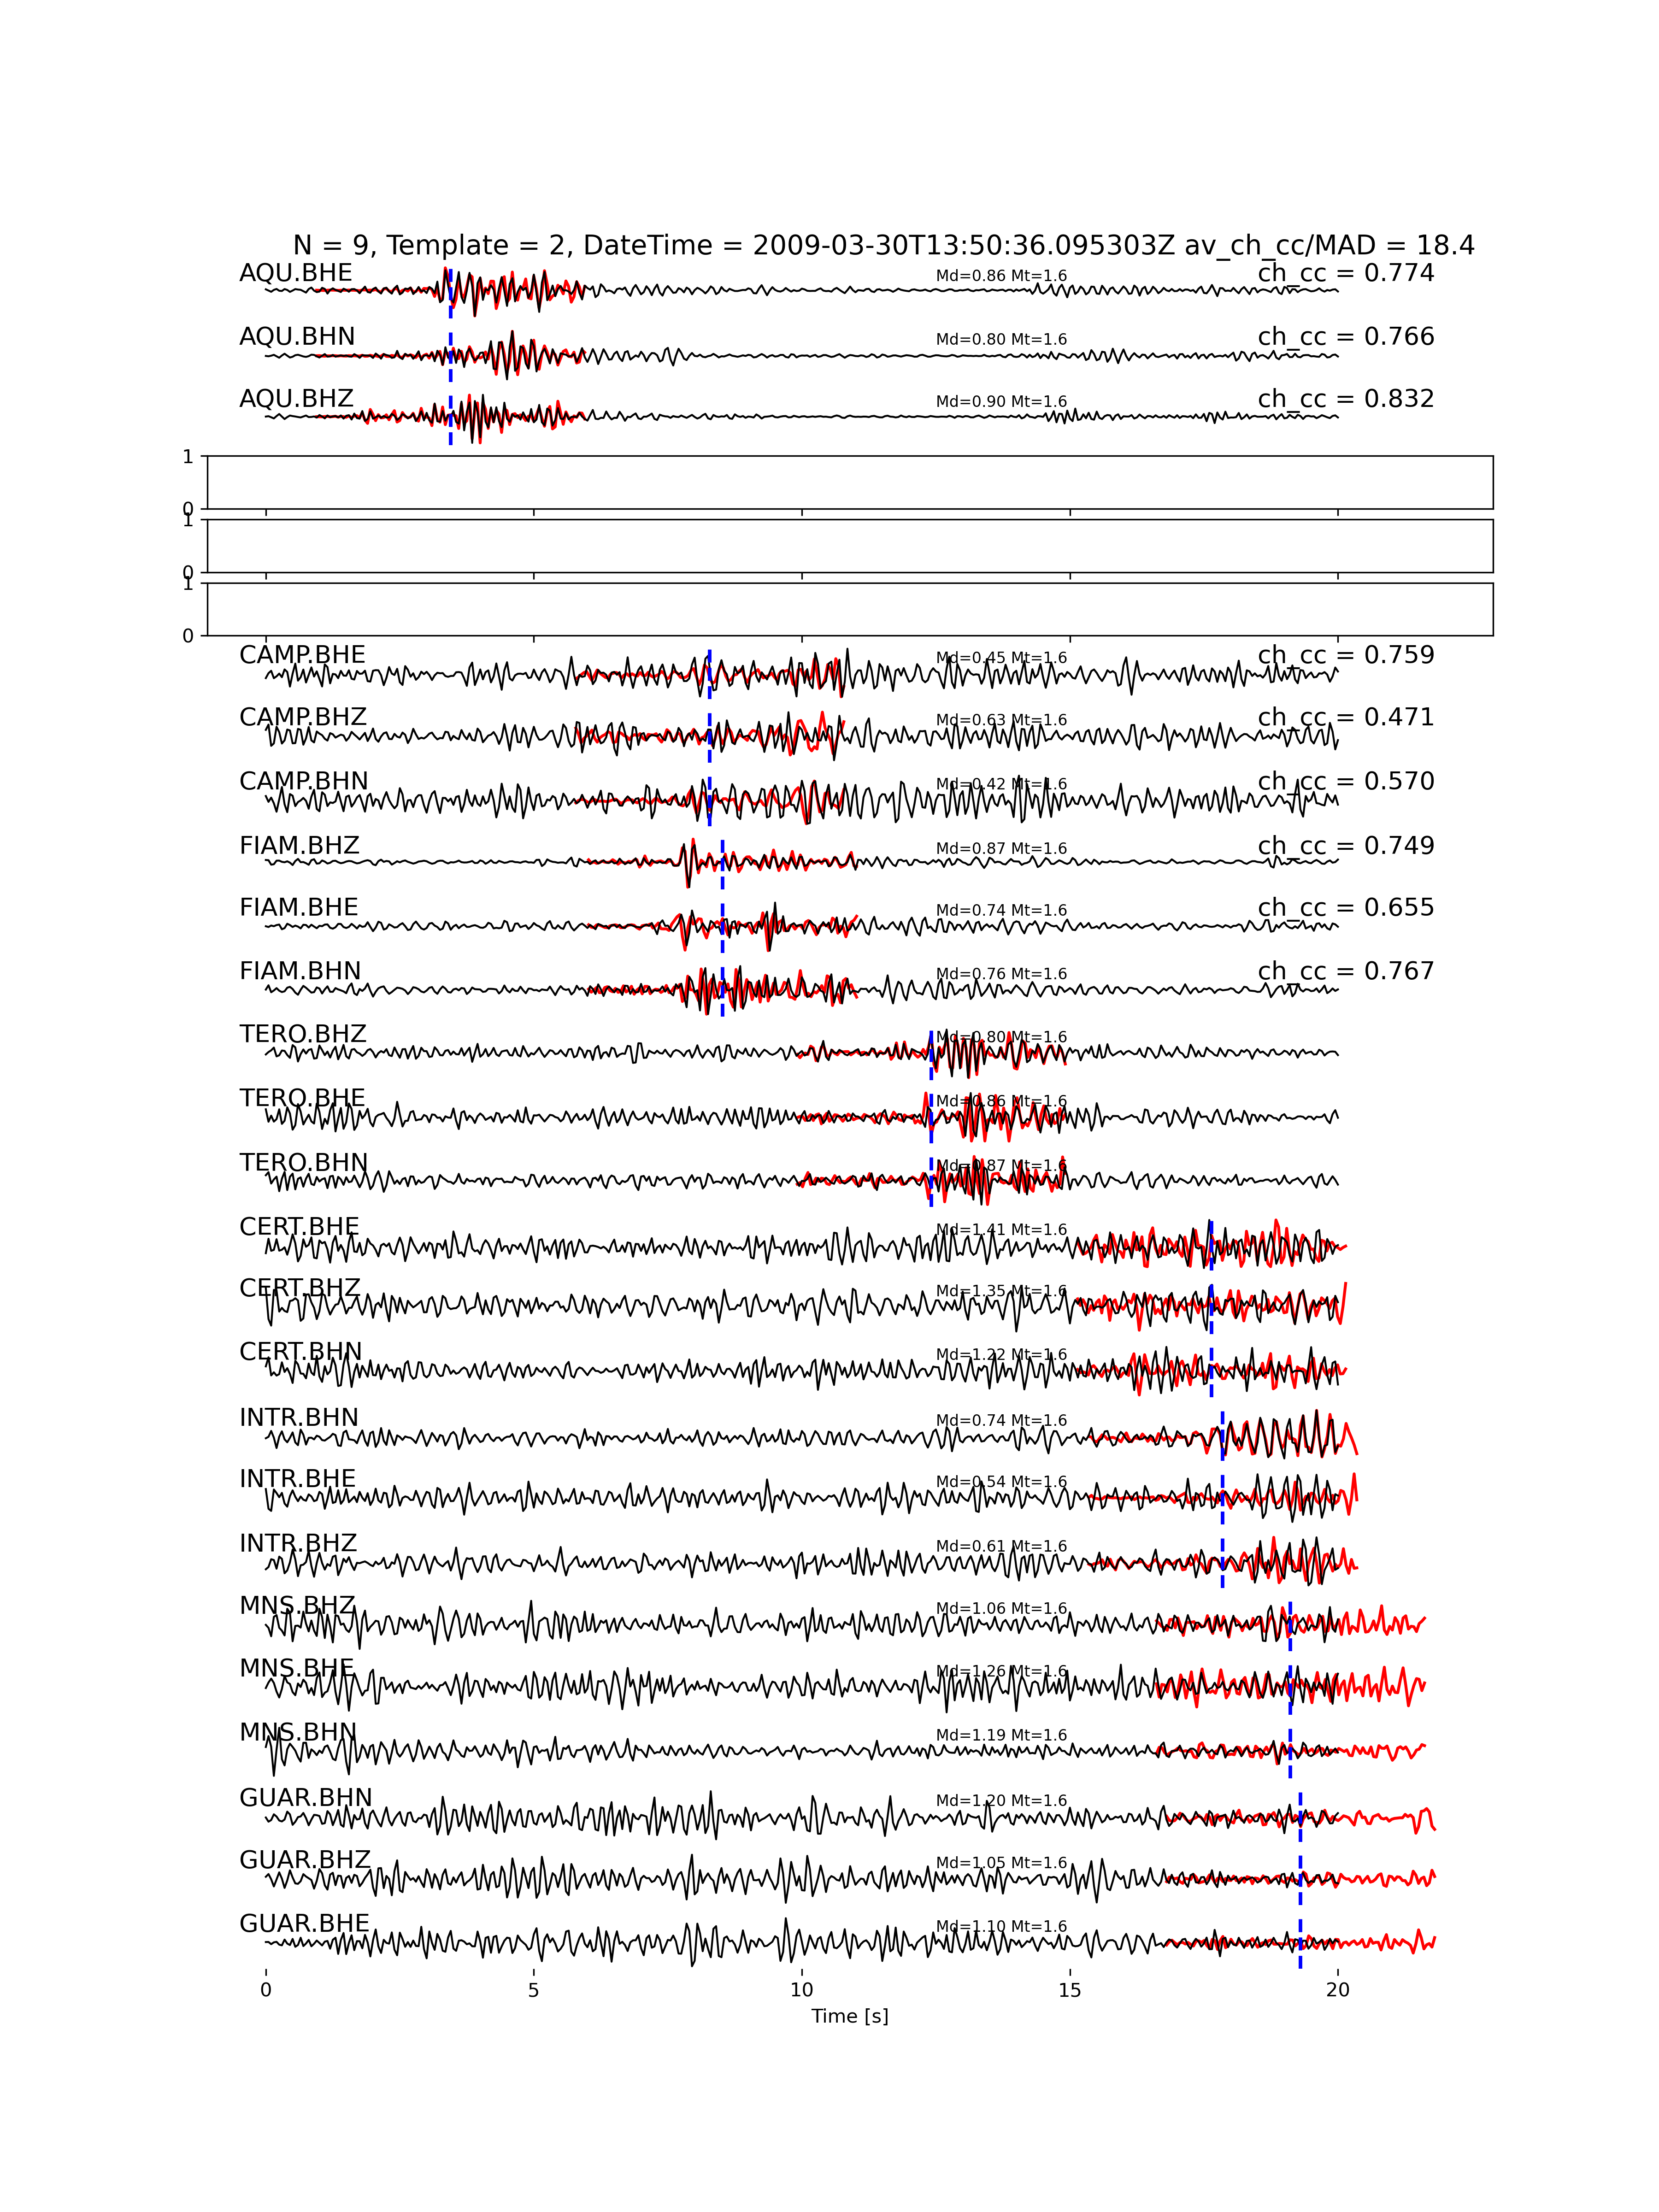 N = 9, Template = 2, DateTime = 2009-03-30T13:50:36.095303Z av_ch_cc/MAD = 18.4
AQU.BHE Md=0.86 Mt=1.6 ch_cc = 0.774
AQU.BHN Md=0.80 Mt=1.6 ch_cc = 0.766
AQU.BHZ Md=0.90 Mt=1.6 ch_cc = 0.832
1
0
1
0
1
0
CAMP.BHE Md=0.45 Mt=1.6 ch_cc = 0.759
CAMP.BHZ Md=0.63 Mt=1.6 ch_cc = 0.471
CAMP.BHN Md=0.42 Mt=1.6 ch_cc = 0.570
FIAM.BHZ Md=0.87 Mt=1.6 ch_cc = 0.749
FIAM.BHE Md=0.74 Mt=1.6 ch_cc = 0.655
FIAM.BHN Md=0.76 Mt=1.6 ch_cc = 0.767
TERO.BHZ Md=0.80 Mt=1.6
TERO.BHE Md=0.86 Mt=1.6
TERO.BHN Md=0.87 Mt=1.6
CERT.BHE Md=1.41 Mt=1.6
CERT.BHZ Md=1.35 Mt=1.6
CERT.BHN Md=1.22 Mt=1.6
INTR.BHN Md=0.74 Mt=1.6
INTR.BHE Md=0.54 Mt=1.6
INTR.BHZ Md=0.61 Mt=1.6
MNS.BHZ Md=1.06 Mt=1.6
MNS.BHE Md=1.26 Mt=1.6
MNS.BHN Md=1.19 Mt=1.6
GUAR.BHN Md=1.20 Mt=1.6
GUAR.BHZ Md=1.05 Mt=1.6
GUAR.BHE Md=1.10 Mt=1.6
0 5 10 15 20
Time [s]